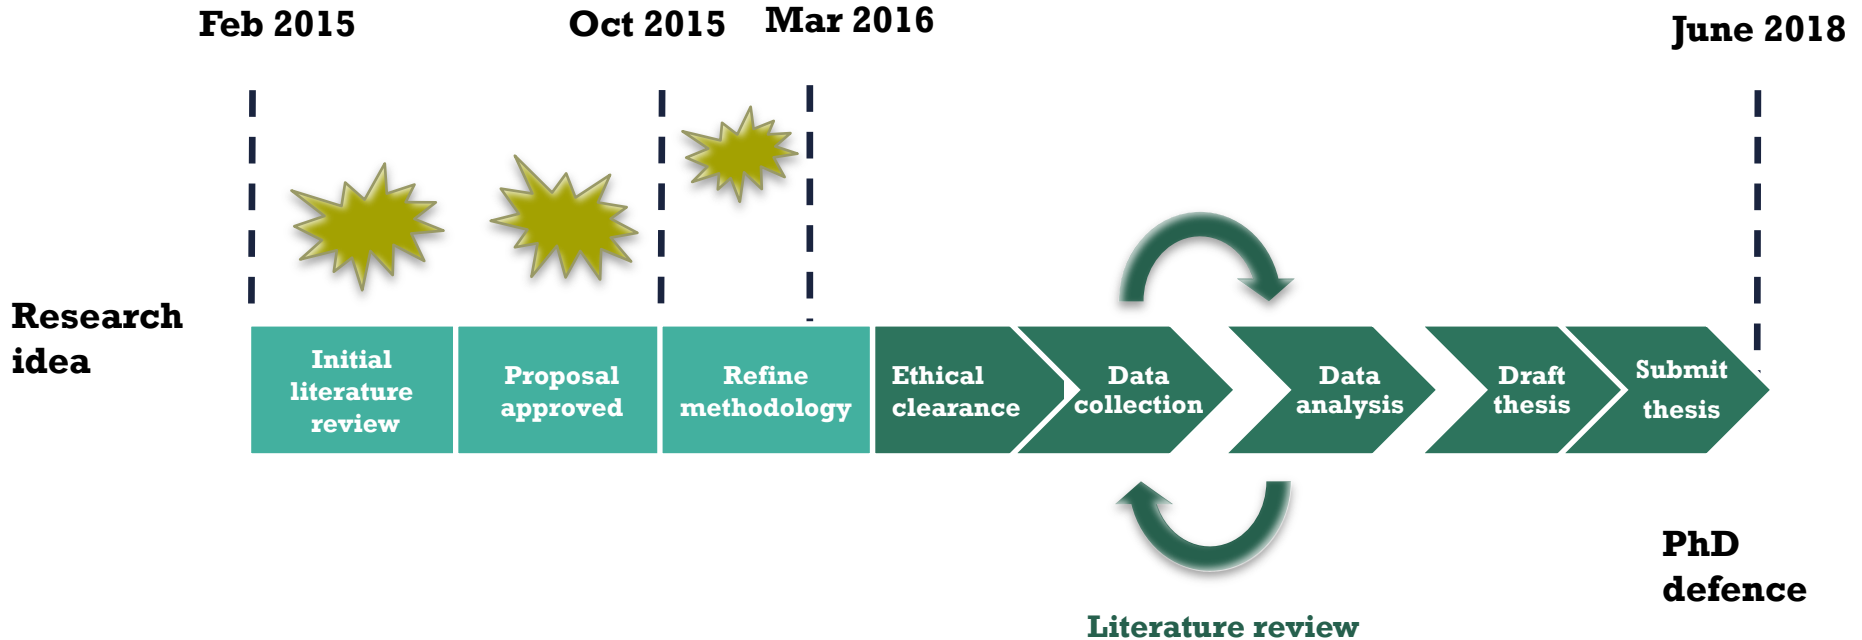 Feb 2015
Oct 2015
Mar 2016
June 2018
Research
idea
Initial
literature
review
Proposal
approved
Refine
methodology
Ethical
clearance
Data
collection
Data
analysis
Draft
thesis
Submit
thesis
PhD
defence
Literature review